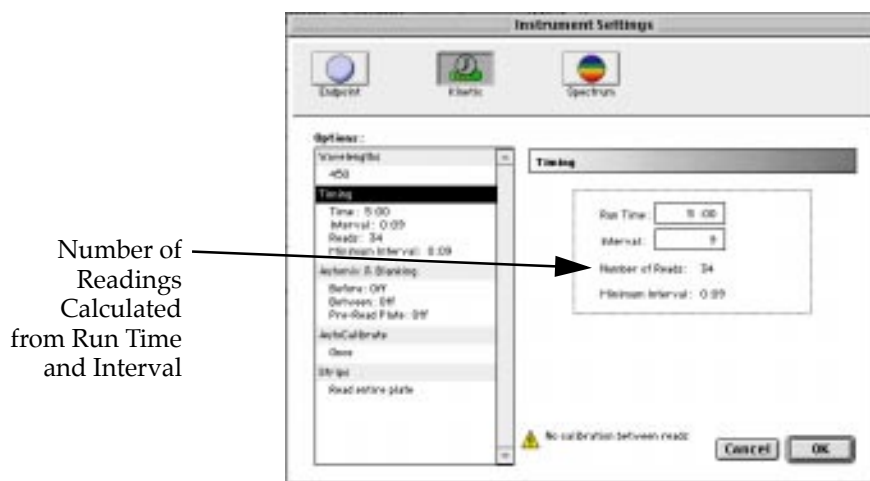 Instrument Settings
Endpoint
Kinetic
Spectrum
Options:
Wavelengths
450
Timing
Time: 5:00
Interval: 0:09
Reads: 34
Minimum Interval: 0:09
Automix & Blanking
Before: Off
Between: Off
Pre-Read Plate: Off
AutoCalibrate
Once
Strips
Read entire plate
Timing
Run Time: 5:00
Interval: 9
Number of Reads: 34
Minimum Interval: 0:09
No calibration between reads
Cancel
OK
Number of
Readings
Calculated
from Run Time
and Interval